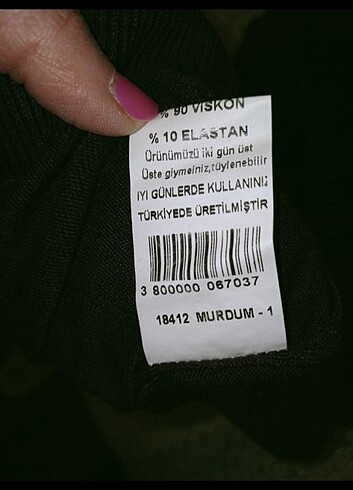 % 90 VISKON
% 10 ELASTAN
Ürünümüzü iki gün üst
Üste giymeiniz,tüylenebilir
IYI GÜNLERDE KULLANINIZ
TÜRKİYEDE ÜRETİLMİŞTİR
3 800000 067037
18412 MURDUM - 1